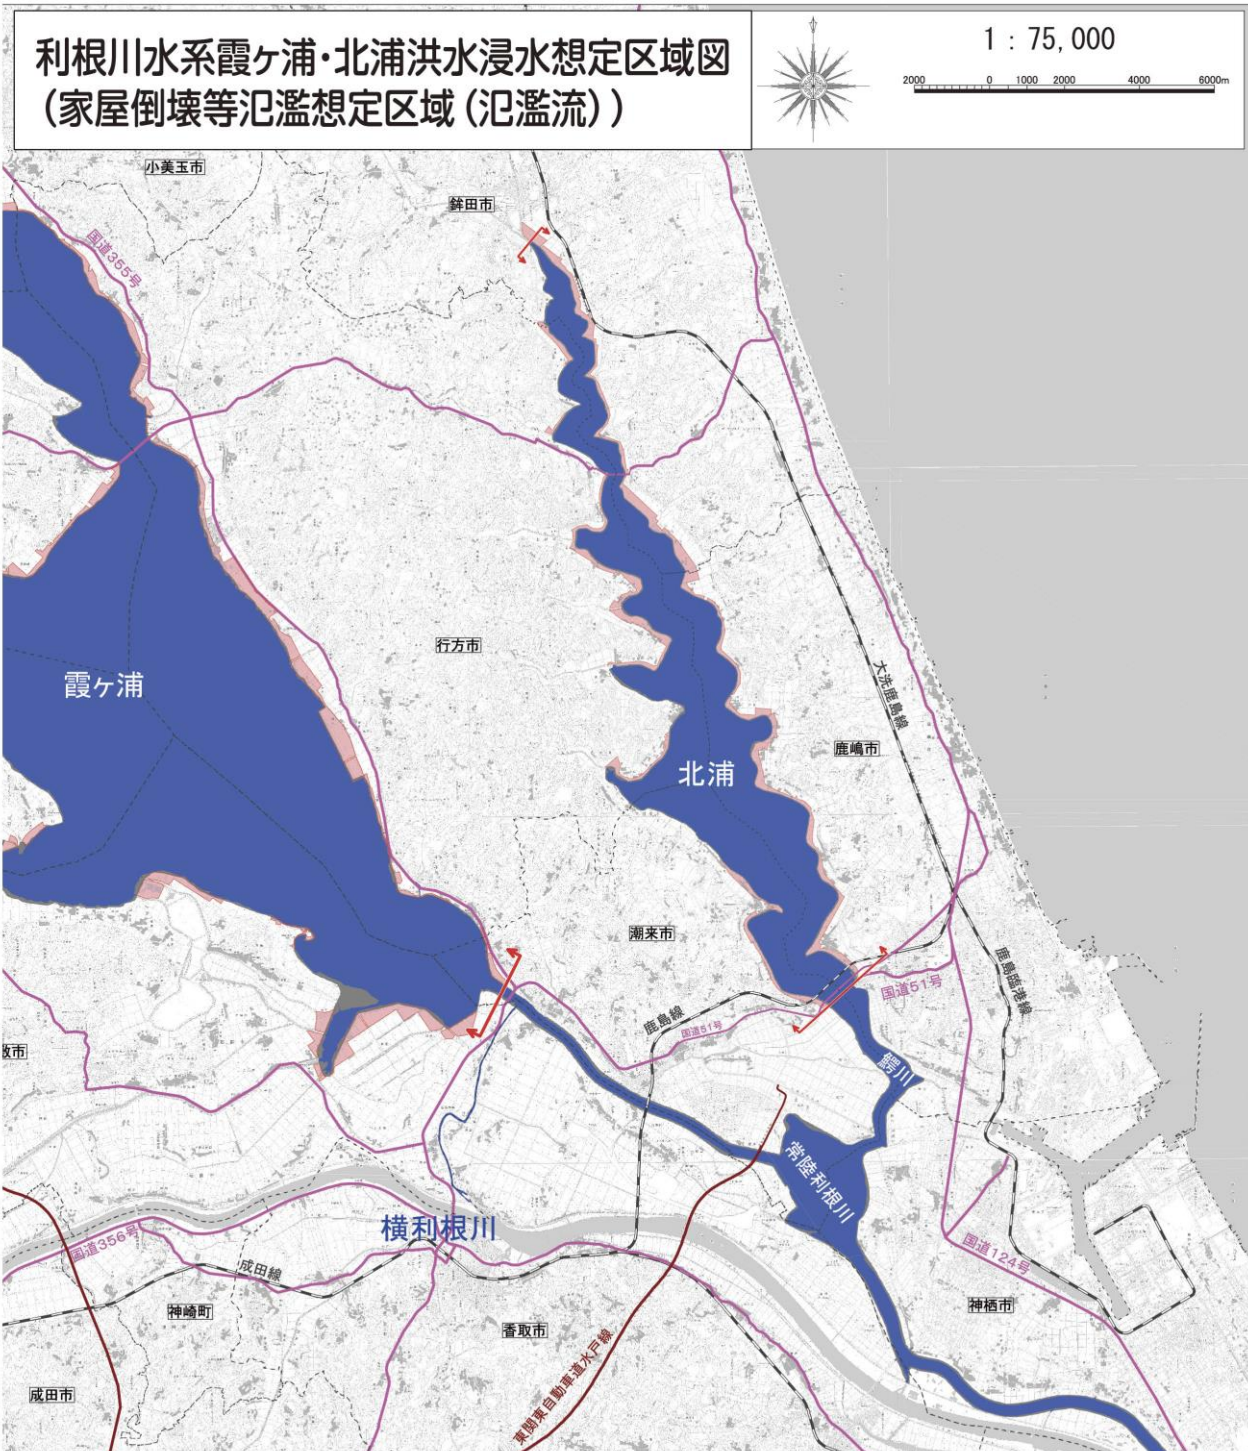 利根川水系霞ヶ浦・北浦洪水浸水想定区域図
(家屋倒壊等氾濫想定区域(氾濫流))
1 : 75,000
2000 0 1000 2000 4000 6000m
小美玉市
鉾田市
国道355号
行方市
霞ヶ浦
大洗鹿島線
鹿嶋市
北浦
潮来市
国道51号
鹿島臨港線
鹿島線
国道51号
鰐川
常陸利根川
横利根川
国道356号
成田線
国道124号
神崎町
香取市
神栖市
東関東自動車道水戸線
成田市